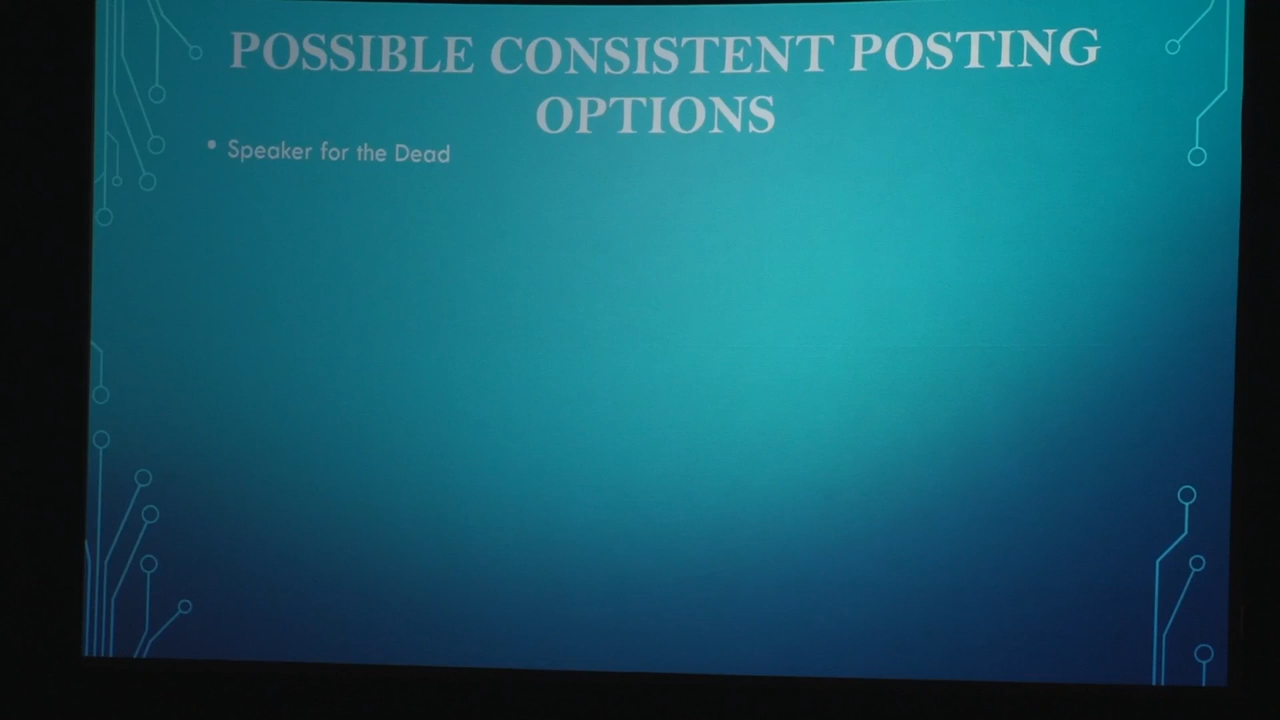 POSSIBLE CONSISTENT POSTING
OPTIONS
• Speaker for the Dead